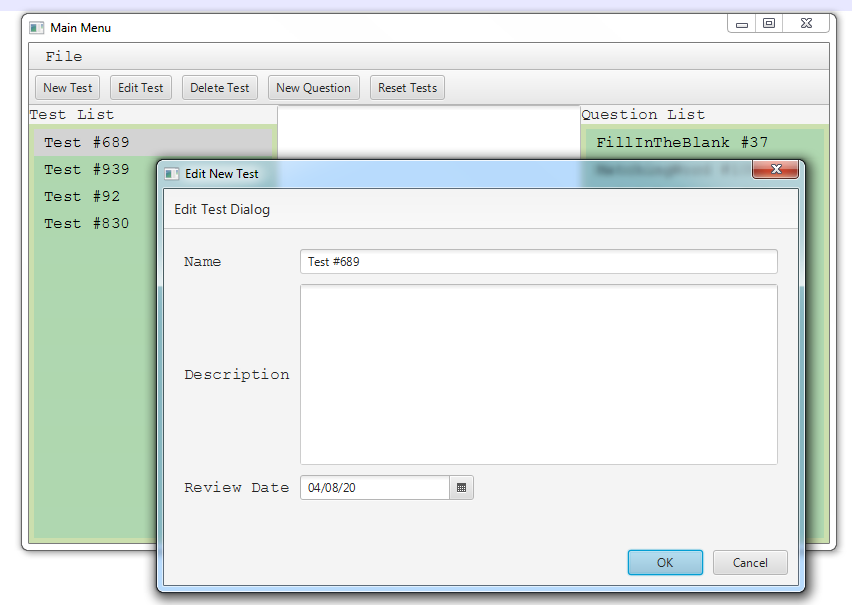 Main Menu
File
New Test Edit Test Delete Test New Question Reset Tests
Test List
Question List
Test #689
Test #939
Test #92
Test #830
FillInTheBlank #37
Edit New Test
Edit Test Dialog
Name
Test #689
Description
Review Date
04/08/20
OK
Cancel